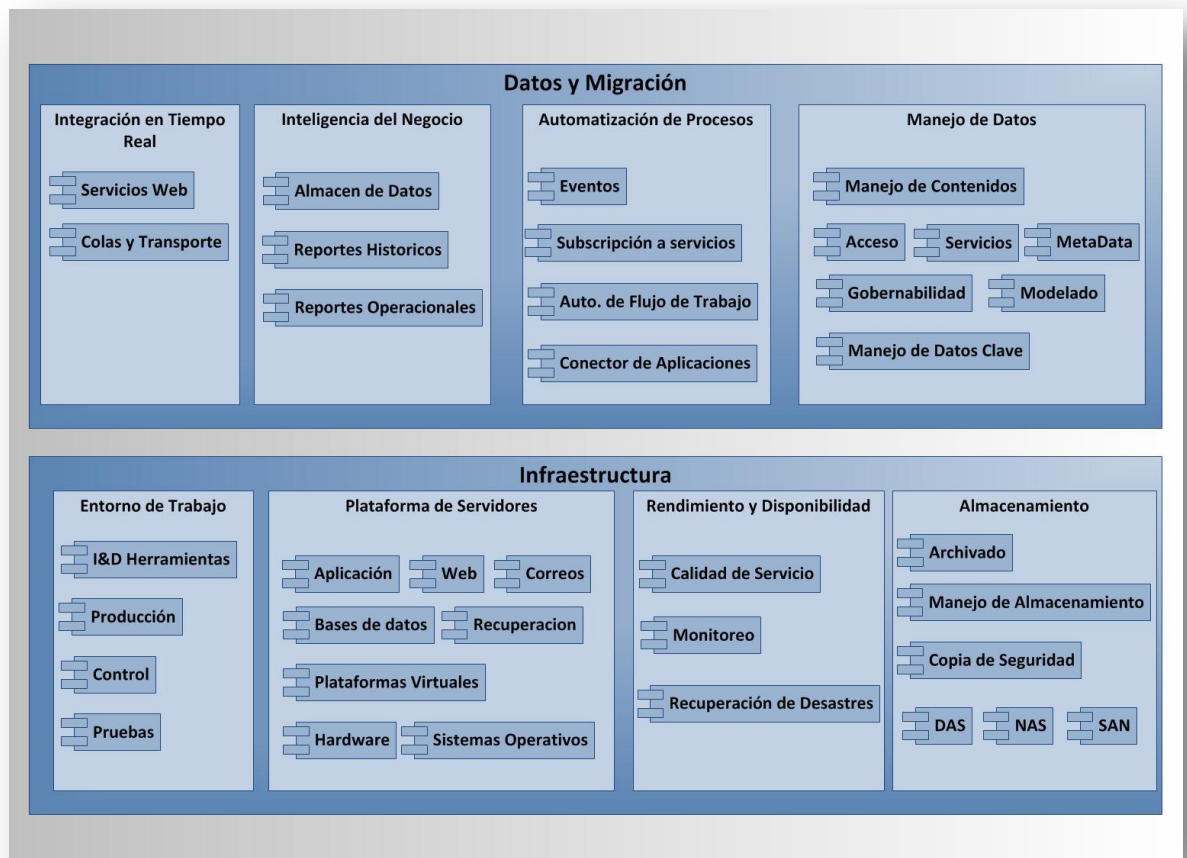 Datos y Migración
Integración en Tiempo
Real
Servicios Web
Colas y Transporte
Inteligencia del Negocio
Almacen de Datos
Reportes Historicos
Reportes Operacionales
Automatización de Procesos
Eventos
Subscripción a servicios
Auto. de Flujo de Trabajo
Conector de Aplicaciones
Manejo de Datos
Manejo de Contenidos
Acceso
Servicios
MetaData
Gobernabilidad
Modelado
Manejo de Datos Clave
Infraestructura
Entorno de Trabajo
I&D Herramientas
Producción
Control
Pruebas
Plataforma de Servidores
Aplicación
Web
Correos
Bases de datos
Recuperacion
Plataformas Virtuales
Hardware
Sistemas Operativos
Rendimiento y Disponibilidad
Calidad de Servicio
Monitoreo
Recuperación de Desastres
Almacenamiento
Archivado
Manejo de Almacenamiento
Copia de Seguridad
DAS
NAS
SAN